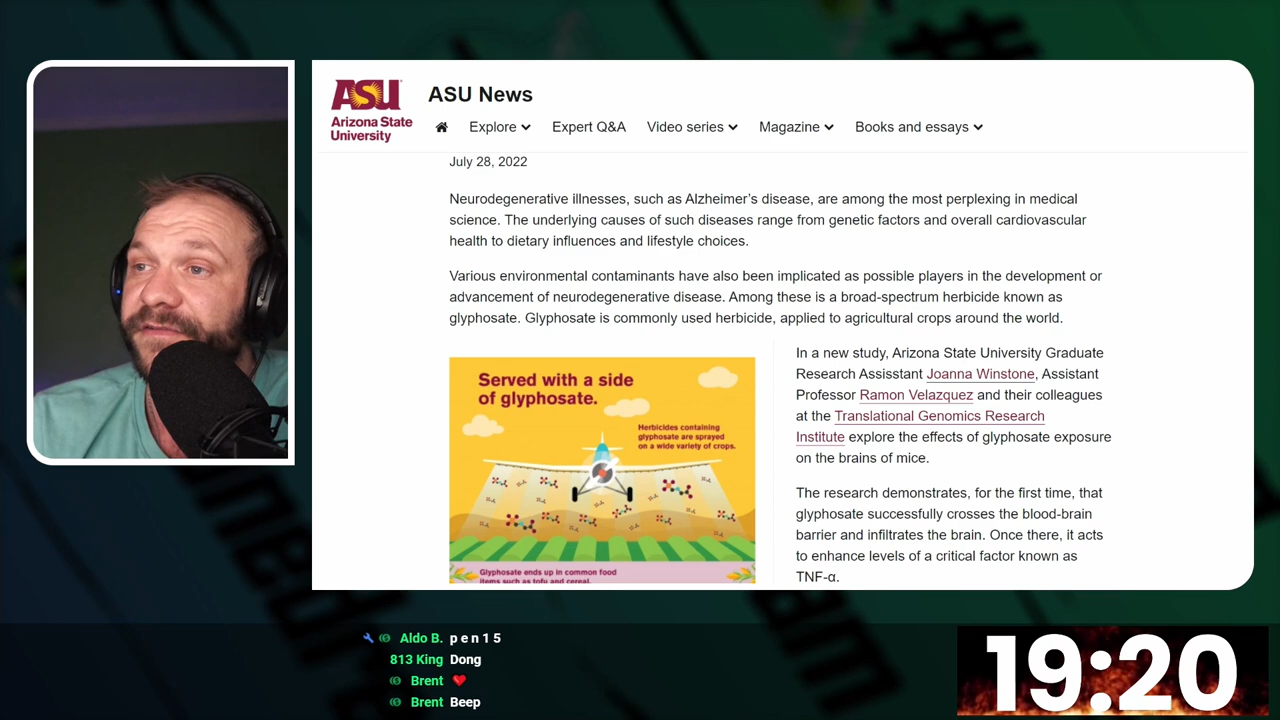 ASU
Arizona State
University
ASU News
Explore
Expert Q&A
Video series
Magazine
Books and essays
July 28, 2022
Neurodegenerative illnesses, such as Alzheimer’s disease, are among the most perplexing in medical
science. The underlying causes of such diseases range from genetic factors and overall cardiovascular
health to dietary influences and lifestyle choices.
Various environmental contaminants have also been implicated as possible players in the development or
advancement of neurodegenerative disease. Among these is a broad-spectrum herbicide known as
glyphosate. Glyphosate is commonly used herbicide, applied to agricultural crops around the world.
Served with a side
of glyphosate.
Herbicides containing
glyphosate are sprayed
on a wide variety of crops.
Glyphosate ends up in common food
items such as tofu and cereal.
In a new study, Arizona State University Graduate
Research Assisstant Joanna Winstone, Assistant
Professor Ramon Velazquez and their colleagues
at the Translational Genomics Research
Institute explore the effects of glyphosate exposure
on the brains of mice.
The research demonstrates, for the first time, that
glyphosate successfully crosses the blood-brain
barrier and infiltrates the brain. Once there, it acts
to enhance levels of a critical factor known as
TNF-α.
Aldo B. p e n 1 5
813 King Dong
Brent ❤️
Brent Beep
19:20